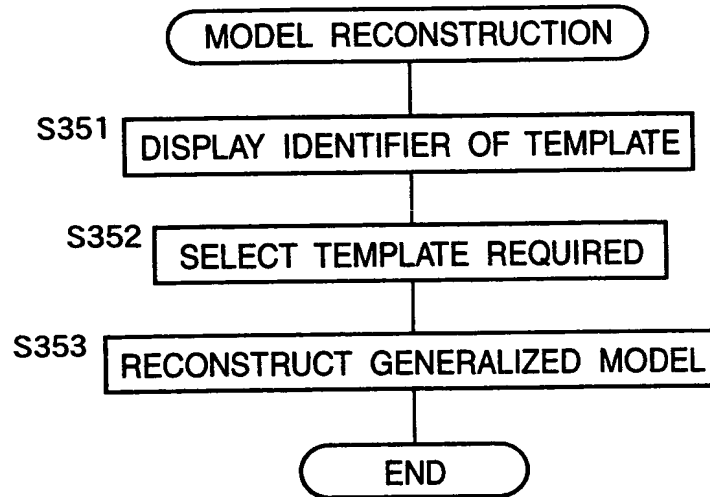 MODEL RECONSTRUCTION
S351
DISPLAY IDENTIFIER OF TEMPLATE
S352
SELECT TEMPLATE REQUIRED
S353
RECONSTRUCT GENERALIZED MODEL
END